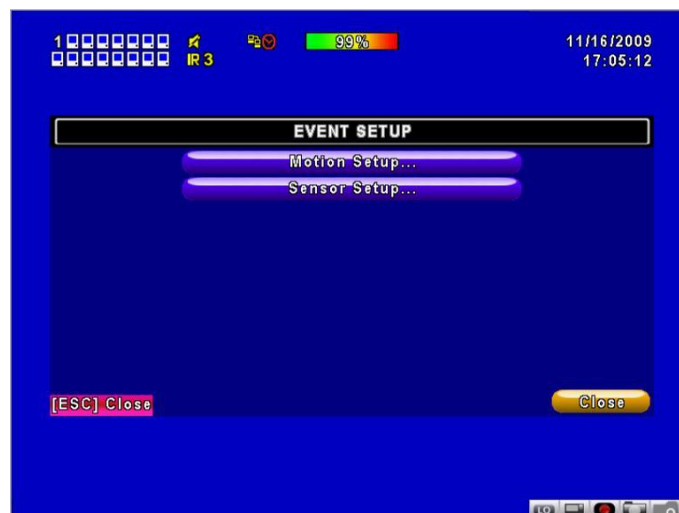 1
99%
11/16/2009
IR 3
17:05:12
EVENT SETUP
Motion Setup...
Sensor Setup...
[ESC] Close
Close